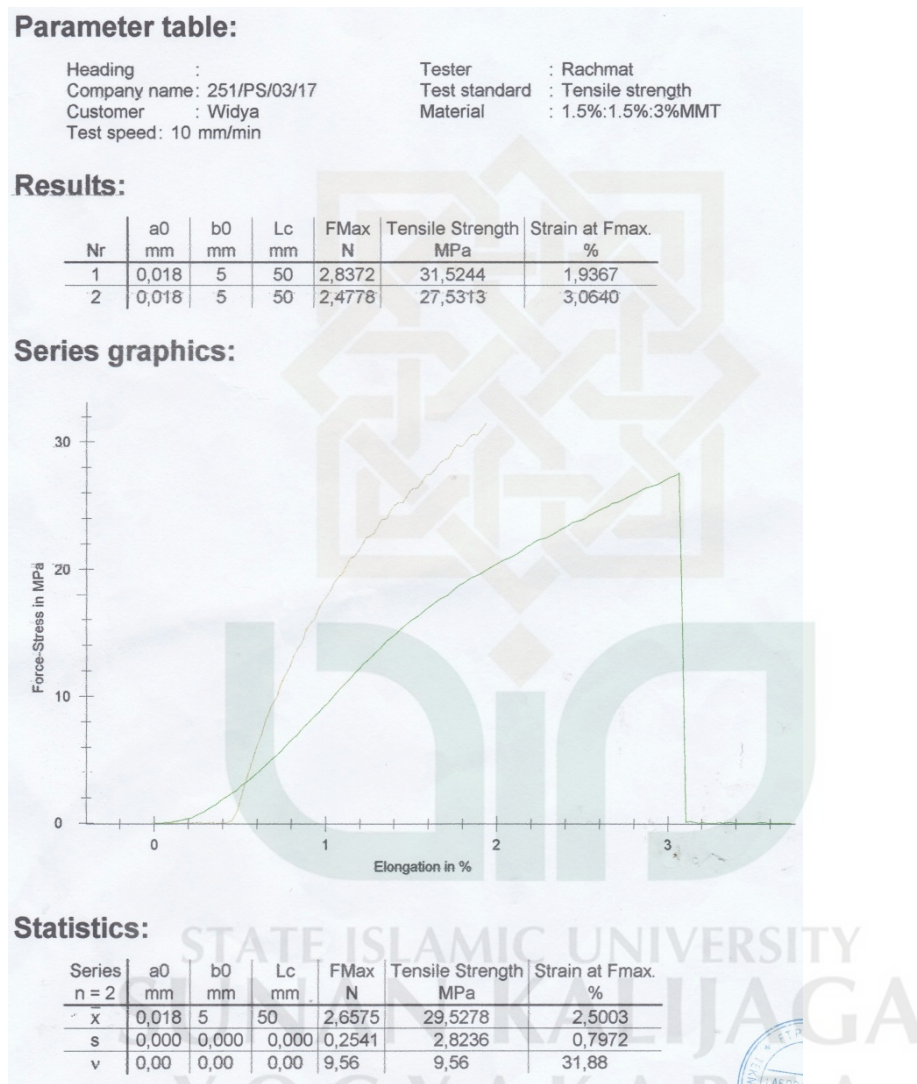 Parameter table:
Heading :
Company name: 251/PS/03/17
Customer : Widya
Test speed: 10 mm/min
Tester : Rachmat
Test standard : Tensile strength
Material : 1.5%:1.5%:3%MMT
Results:
a0 b0 Lc FMax Tensile Strength Strain at Fmax.
Nr mm mm mm N MPa %
1 0,018 5 50 2,8372 31,5244 1,9367
2 0,018 5 50 2,4778 27,5313 3,0640
Series graphics:
30
20
10
0
Force-Stress in MPa
0 1 2 3
Elongation in %
Statistics:
Series a0 b0 Lc FMax Tensile Strength Strain at Fmax.
n = 2 mm mm mm N MPa %
x̅ 0,018 5 50 2,6575 29,5278 2,5003
s 0,000 0,000 0,000 0,2541 2,8236 0,7972
ν 0,00 0,00 0,00 9,56 9,56 31,88
STATE ISLAMIC UNIVERSITY
SUNAN KALIJAGA